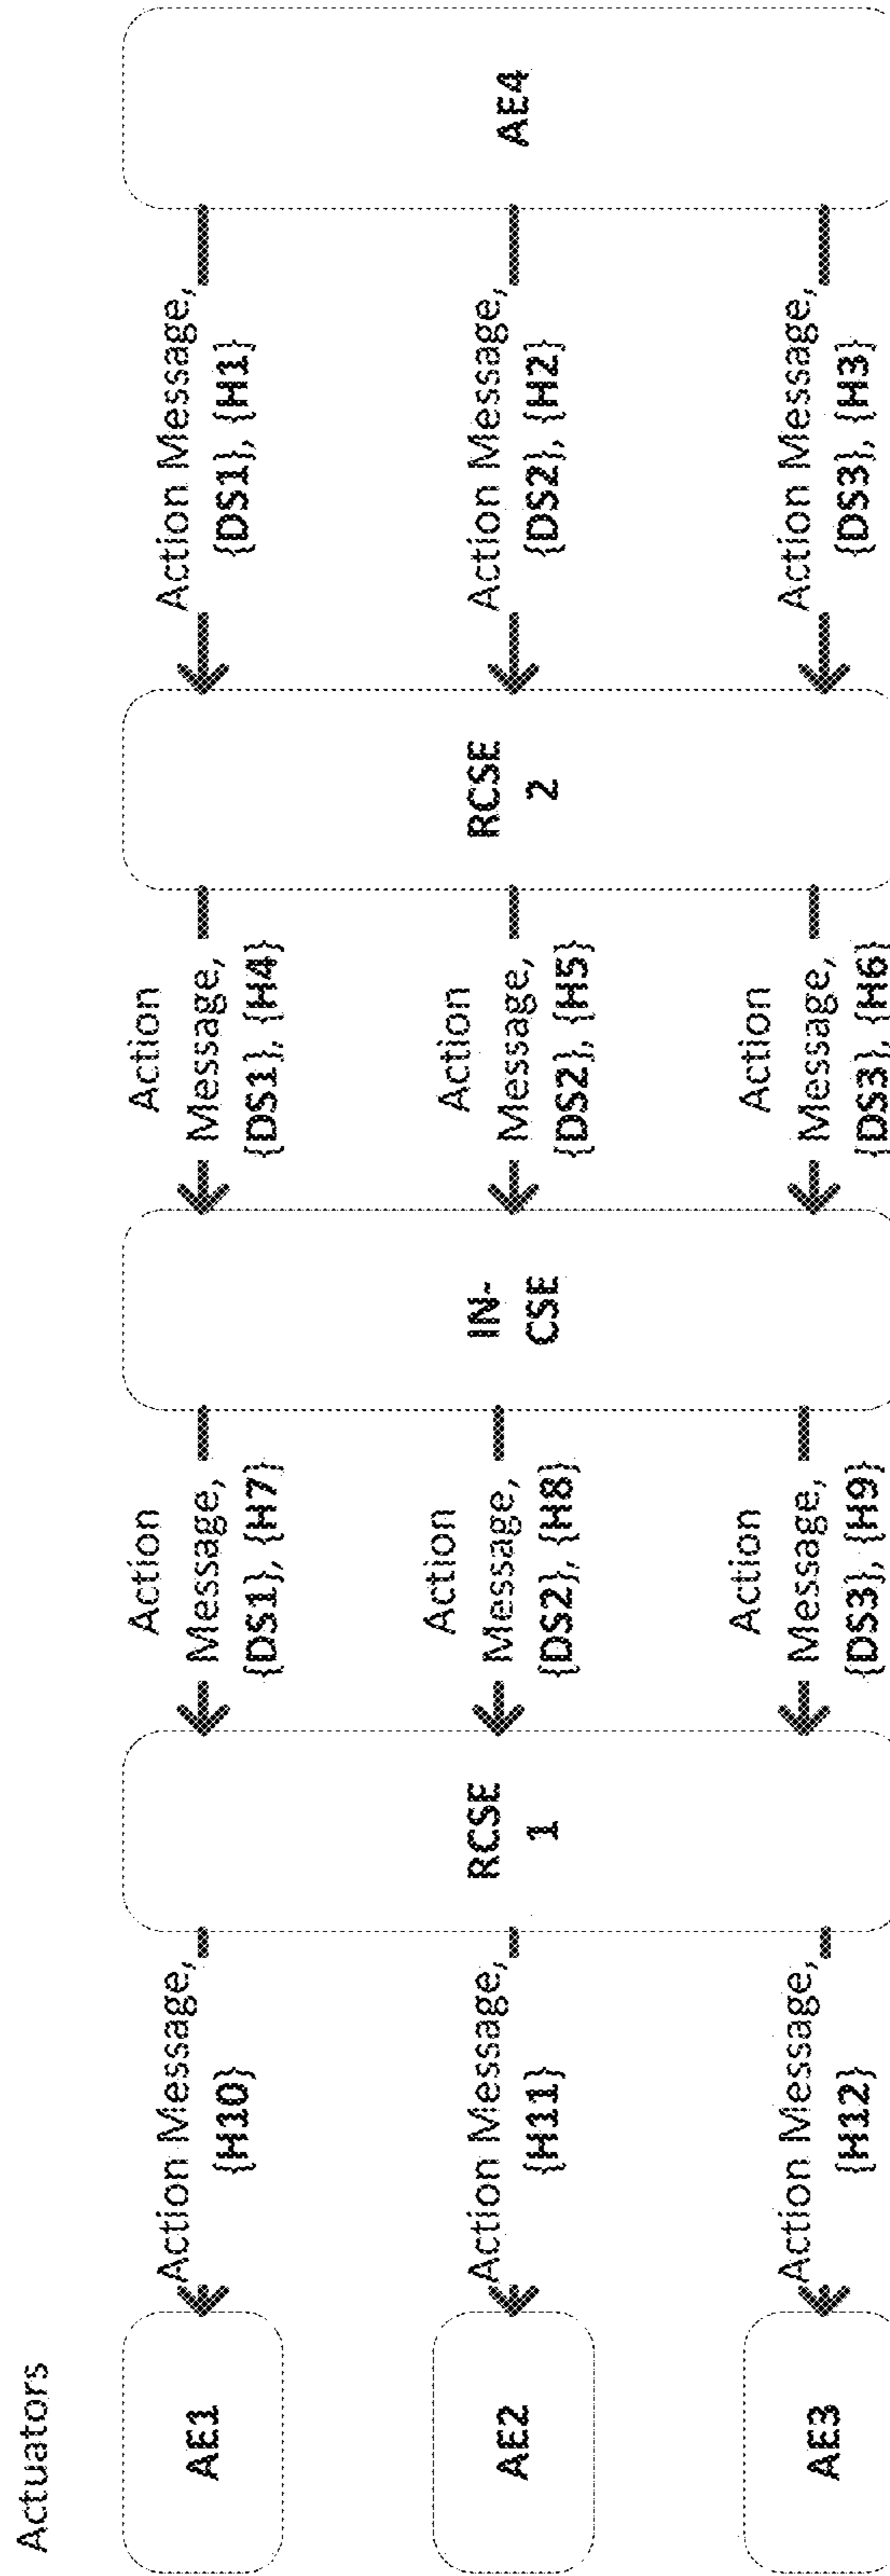 Actuators
AE1
Action Message,
{H10}
Action
Message,
{DS1}, {H7}
Action
Message,
{DS1}, {H4}
Action Message,
{DS1}, {H1}
AE2
Action Message,
{H11}
RCSE
1
Action
Message,
{DS2}, {H8}
IN-
CSE
Action
Message,
{DS2}, {H5}
RCSE
2
Action Message,
{DS2}, {H2}
AE4
AE3
Action Message,
{H12}
Action
Message,
{DS3}, {H9}
Action
Message,
{DS3}, {H6}
Action Message,
{DS3}, {H3}